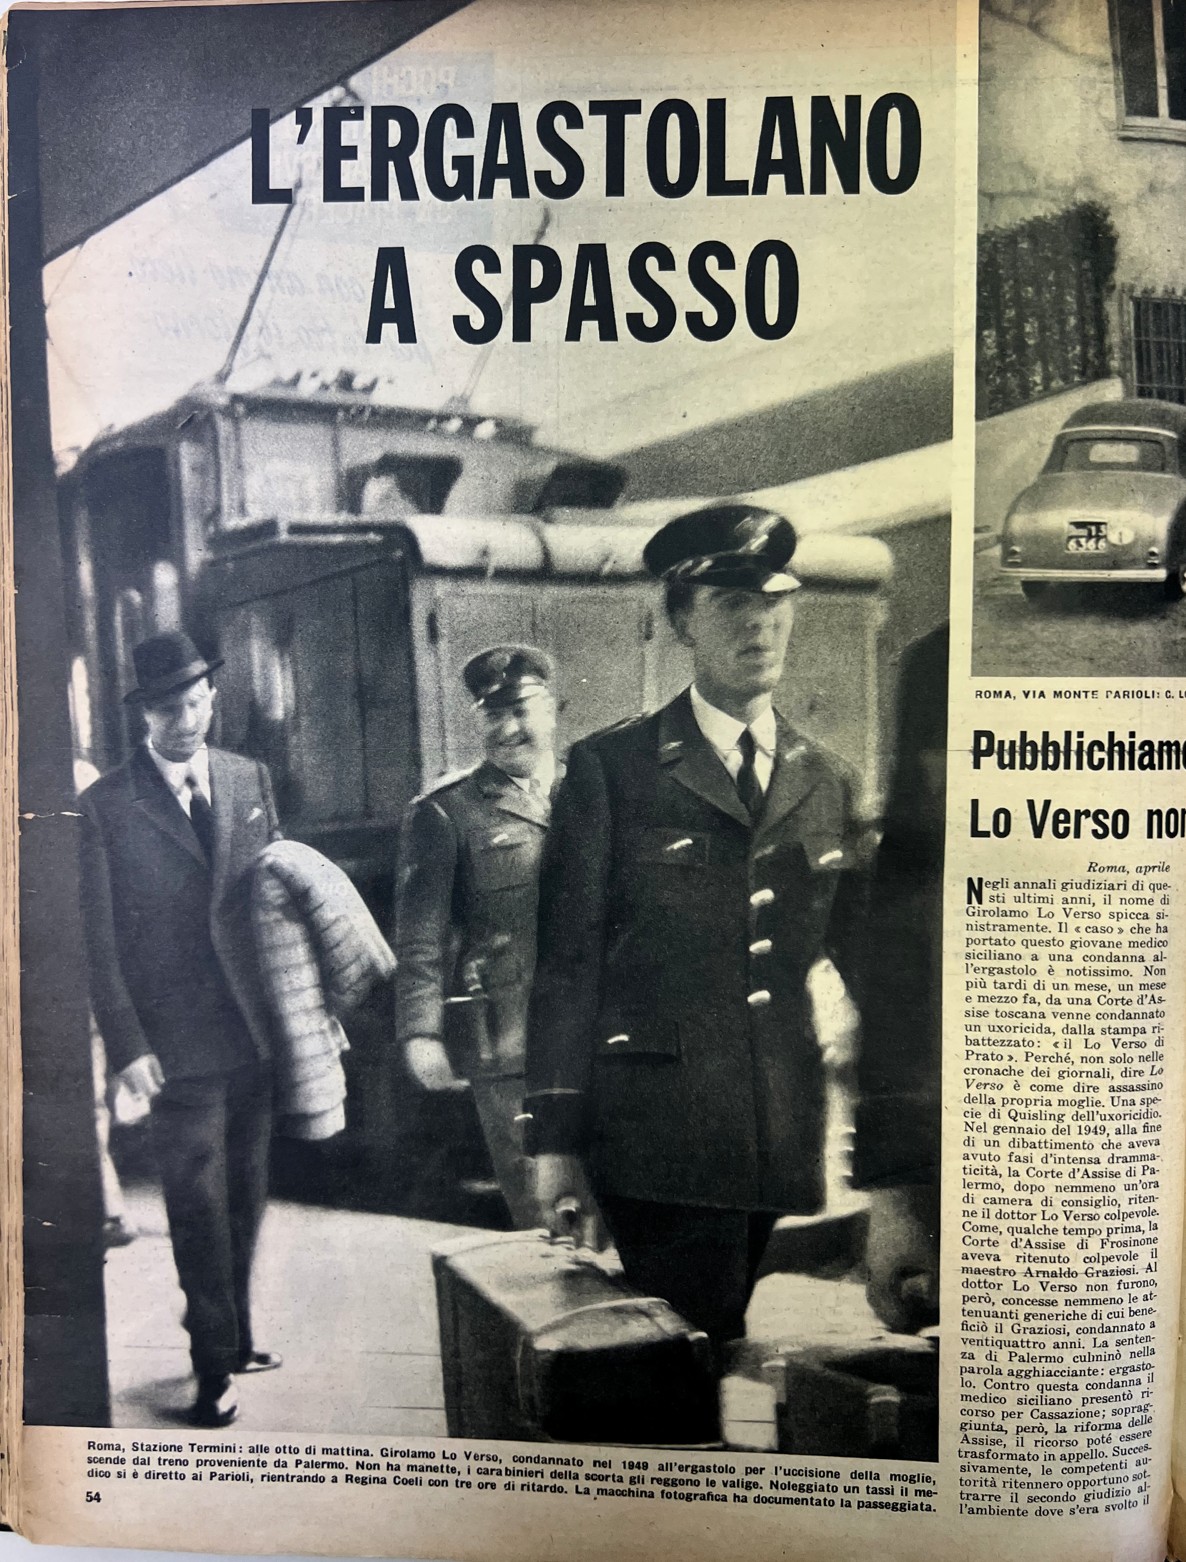 L'ERGASTOLANO
A SPASSO
Roma, Stazione Termini: alle otto di mattina. Girolamo Lo Verso, condannato nel 1949 all'ergastolo per l'uccisione della moglie,
scende dal treno proveniente da Palermo. Non ha manette, i carabinieri della scorta gli reggono le valige. Noleggiato un tassì il me-
dico si è diretto ai Parioli, rientrando a Regina Coeli con tre ore di ritardo. La macchina fotografica ha documentato la passeggiata.
54
ROMA, VIA MONTE PARIOLI: G. L
Pubblichiamo
Lo Verso non
Roma, aprile
Negli annali giudiziari di que-
sti ultimi anni, il nome di
Girolamo Lo Verso spicca si-
nistramente. Il « caso » che ha
portato questo giovane medico
siciliano a una condanna al-
l'ergastolo è notissimo. Non
più tardi di un mese, un mese
e mezzo fa, da una Corte d'As-
sise toscana venne condannato
un uxoricida, dalla stampa ri-
battezzato: « il Lo Verso di
Prato ». Perché, non solo nelle
cronache dei giornali, dire Lo
Verso è come dire assassino
della propria moglie. Una spe-
cie di Quisling dell'uxoricidio.
Nel gennaio del 1949, alla fine
di un dibattimento che aveva
avuto fasi d'intensa dramma-
ticità, la Corte d'Assise di Pa-
lermo, dopo nemmeno un'ora
di camera di consiglio, riten-
ne il dottor Lo Verso colpevole.
Come, qualche tempo prima, la
Corte d'Assise di Frosinone
aveva ritenuto colpevole il
maestro Arnaldo Graziosi. Al
dottor Lo Verso non furono,
però, concesse nemmeno le at-
tenuanti generiche di cui bene-
ficiò il Graziosi, condannato a
ventiquattro anni. La senten-
za di Palermo culminò nella
parola agghiacciante: ergasto-
lo. Contro questa condanna il
medico siciliano presentò ri-
corso per Cassazione; soprag-
giunta, però, la riforma delle
Assise, il ricorso poté essere
trasformato in appello. Succes-
sivamente, le competenti au-
torità ritennero opportuno sot-
trarre il secondo giudizio al-
l'ambiente dove s'era svolto il